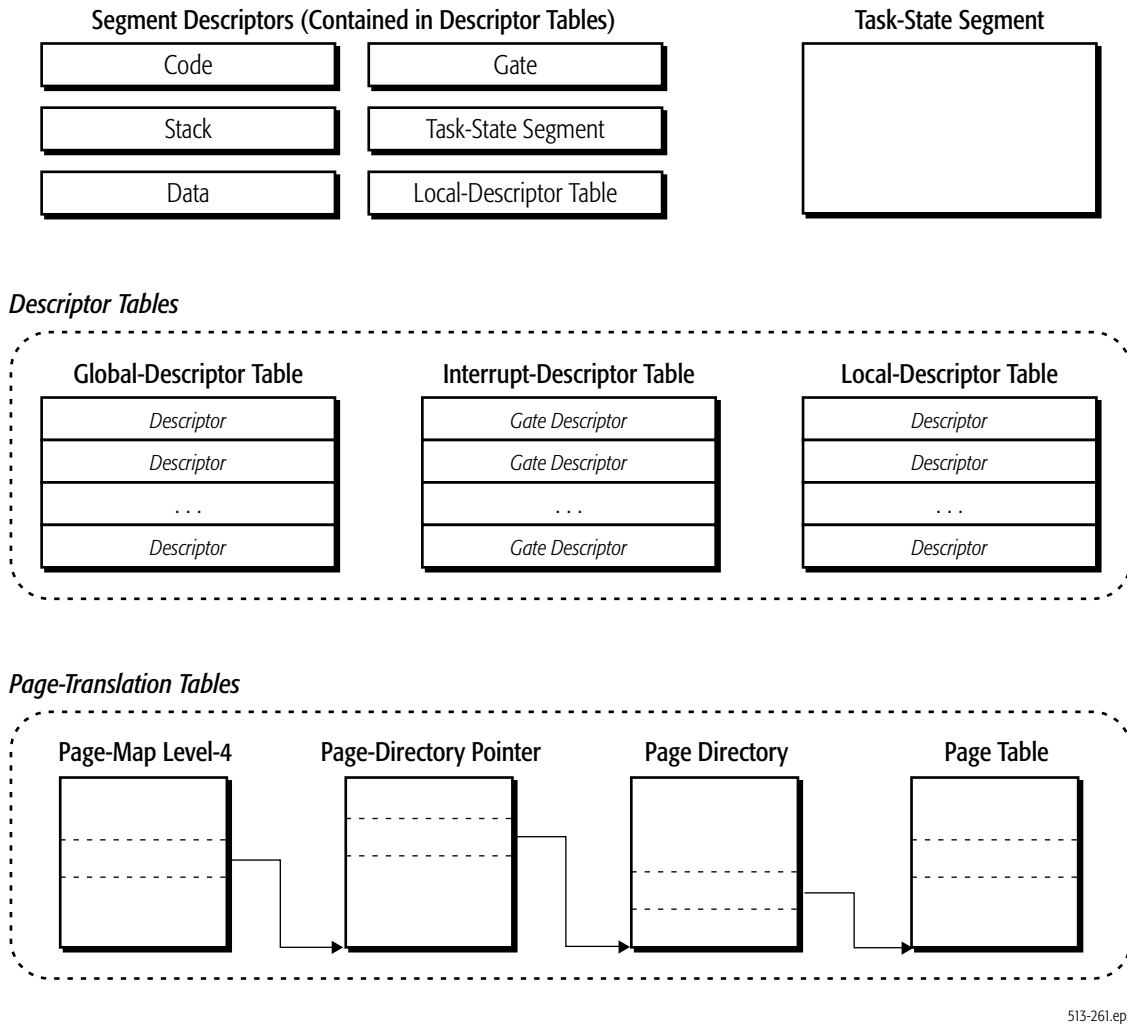 Segment Descriptors (Contained in Descriptor Tables)
Task-State Segment
Code
Gate
Stack
Task-State Segment
Data
Local-Descriptor Table
Descriptor Tables
Global-Descriptor Table
Interrupt-Descriptor Table
Local-Descriptor Table
Descriptor
Gate Descriptor
Descriptor
Descriptor
Gate Descriptor
Descriptor
. . .
. . .
. . .
Descriptor
Gate Descriptor
Descriptor
Page-Translation Tables
Page-Map Level-4
Page-Directory Pointer
Page Directory
Page Table
513-261.ep